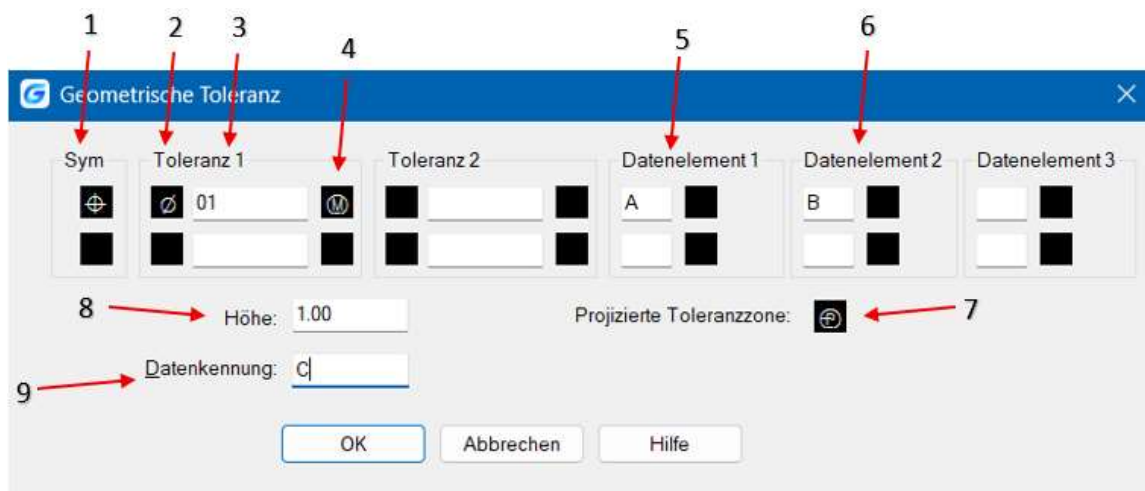 1 2 3 4 5 6
Geometrische Toleranz
Sym Toleranz 1 Toleranz 2 Datenelement 1 Datenelement 2 Datenelement 3
⌖ ⌀ 01 Ⓜ A B
8 Höhe: 1.00 Projizierte Toleranzzone: Ⓟ 7
9 Datenkennung: C
OK Abbrechen Hilfe